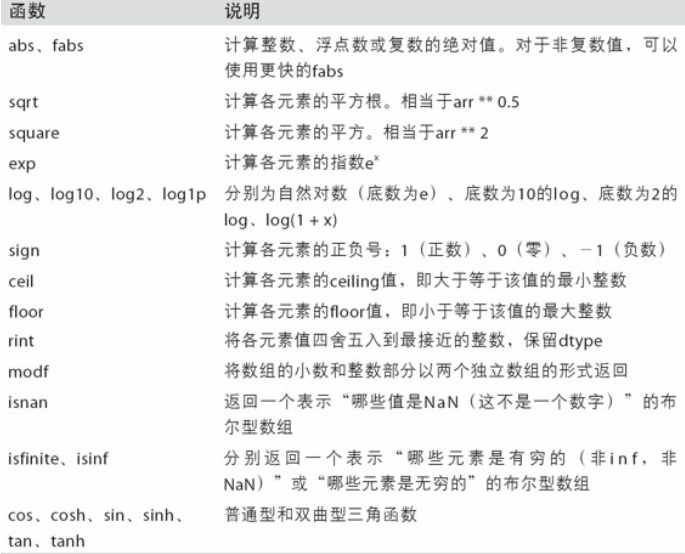 函数 说明
abs、fabs 计算整数、浮点数或复数的绝对值。对于非复数值，可以
使用更快的fabs
sqrt 计算各元素的平方根。相当于arr ** 0.5
square 计算各元素的平方。相当于arr ** 2
exp 计算各元素的指数eˣ
log、log10、log2、log1p 分别为自然对数（底数为e）、底数为10的log、底数为2的
log、log(1 + x)
sign 计算各元素的正负号：1（正数）、0（零）、－1（负数）
ceil 计算各元素的ceiling值，即大于等于该值的最小整数
floor 计算各元素的floor值，即小于等于该值的最大整数
rint 将各元素值四舍五入到最接近的整数，保留dtype
modf 将数组的小数和整数部分以两个独立数组的形式返回
isnan 返回一个表示“哪些值是NaN（这不是一个数字）”的布
尔型数组
isfinite、isinf 分别返回一个表示“哪些元素是有穷的（非inf，非
NaN）”或“哪些元素是无穷的”的布尔型数组
cos、cosh、sin、sinh、 普通型和双曲型三角函数
tan、tanh